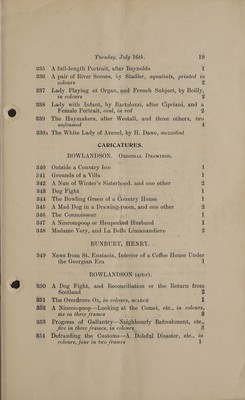 Tuesday, July 16th. 19
335 A full-length Portrait, after Reynolds 1
336 A pair of River Scenes, by Stadler, aquatints, printed in
colours 2
337 Lady Playing at Organ, and French Subject, by Boilly,
in colours 2
338 Lady with Infant, by Bartolozzi, after Cipriani, and a
Female Portrait, oval, in red 2
339 The Haymakers, after Westall, and three others, two
unframed 4
339A The White Lady of Avenel, by H. Dawe, mezzotint
CARICATURES.
ROWLANDSON. Original Drawings.
340 Outside a Country Inn 1
341 Grounds of a Villa 1
342 A Nun of Winter's Sisterhood, and one other 2
343 Dog Fight 1
344 The Bowling Green of a Country House 1
345 A Mad Dog in a Drawing-room, and one other 2
346 The Connoisseur 1
347 A Nincompoop or Henpecked Husband 1
348 Madame Very, and La Belle Limmonaudiere 2
BUNBURY, HENRY.
349 News from St. Eustacia, Interior of a Coffee House Under
the Georgian Era 1
ROWLANDSON (after).
350 A Dog Fight, and Reconciliation or the Return from
Scotland 2
351 The Overdrove Ox, in colours, scarce 1
352 A Nincompoop—Looking at the Comet, etc., in colours,
six in three frames 3
353 Progress of Gallantry—Neighbourly Refreshment, etc.,
five in three frames, in colours 3
354 Defrauding the Customs—A Doleful Disaster, etc., in
colours, four in two frames